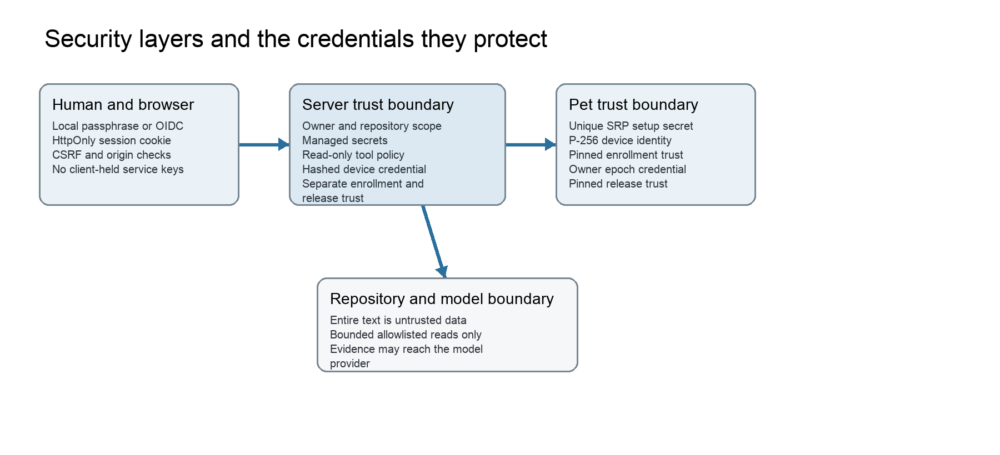 Security layers and the credentials they protect
Human and browser
Local passphrase or OIDC
HttpOnly session cookie
CSRF and origin checks
No client-held service keys
Server trust boundary
Owner and repository scope
Managed secrets
Read-only tool policy
Hashed device credential
Separate enrollment and
release trust
Pet trust boundary
Unique SRP setup secret
P-256 device identity
Pinned enrollment trust
Owner epoch credential
Pinned release trust
Repository and model boundary
Entire text is untrusted data
Bounded allowlisted reads only
Evidence may reach the model
provider